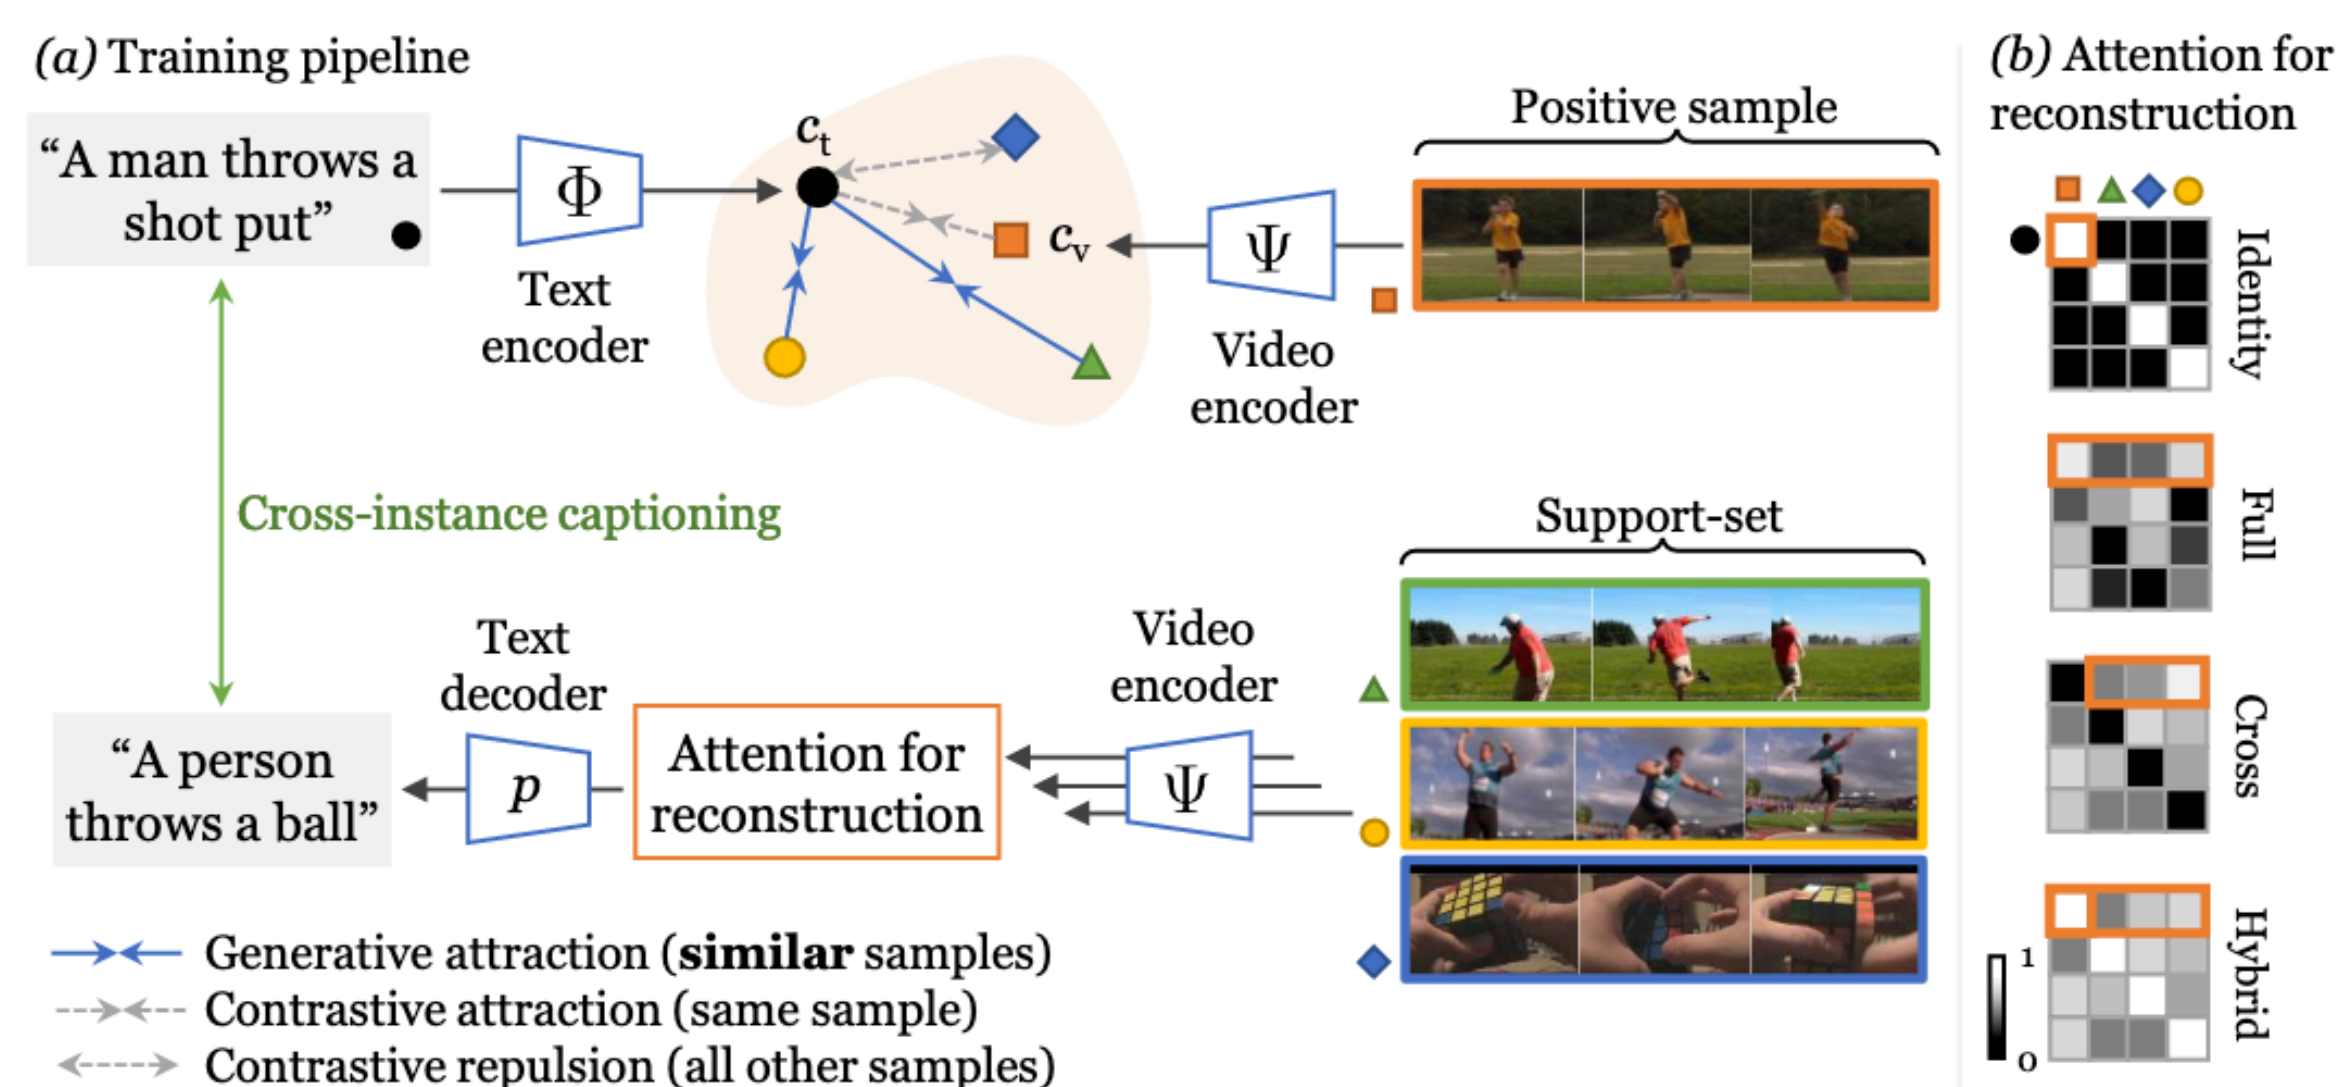 (a) Training pipeline
“A man throws a
shot put”
Φ
Text
encoder
cₜ
cᵥ
Ψ
Video
encoder
Positive sample
Cross-instance captioning
Support-set
Video
encoder
Ψ
Attention for
reconstruction
Text
decoder
p
“A person
throws a ball”
Generative attraction (similar samples)
Contrastive attraction (same sample)
Contrastive repulsion (all other samples)
(b) Attention for
reconstruction
Identity
Full
Cross
Hybrid
1
0